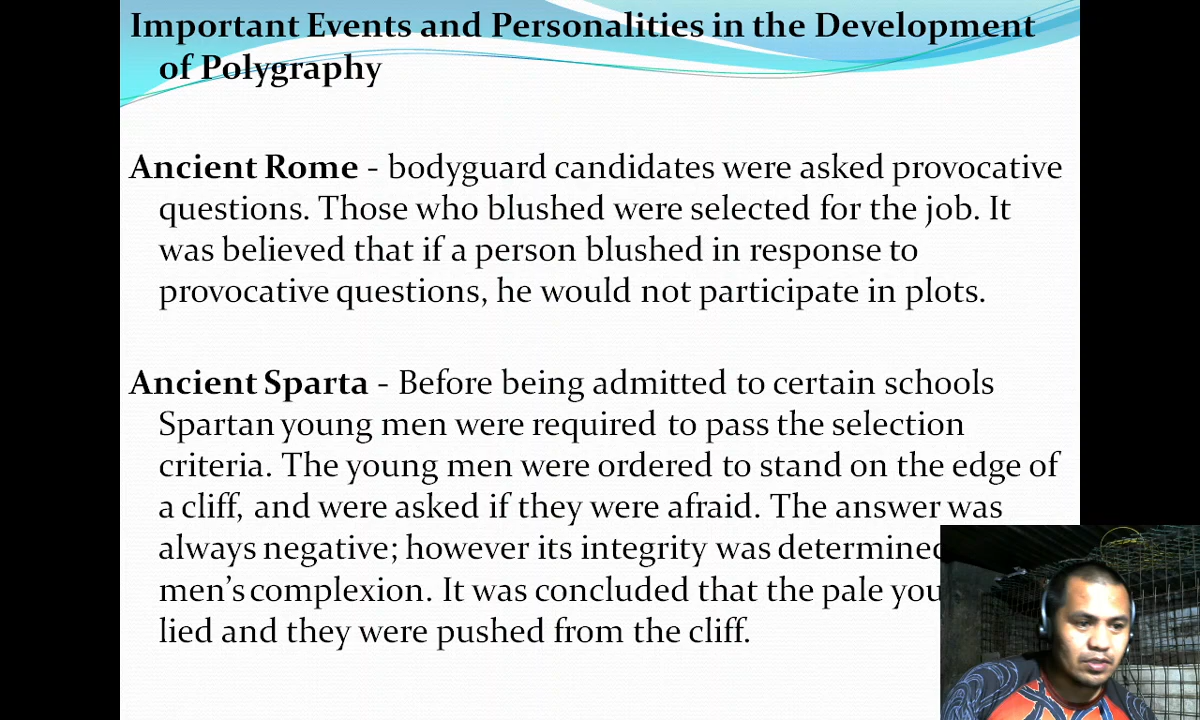 Important Events and Personalities in the Development
of Polygraphy
Ancient Rome - bodyguard candidates were asked provocative
questions. Those who blushed were selected for the job. It
was believed that if a person blushed in response to
provocative questions, he would not participate in plots.
Ancient Sparta - Before being admitted to certain schools
Spartan young men were required to pass the selection
criteria. The young men were ordered to stand on the edge of
a cliff, and were asked if they were afraid. The answer was
always negative; however its integrity was determined
men's complexion. It was concluded that the pale
lied and they were pushed from the cliff.